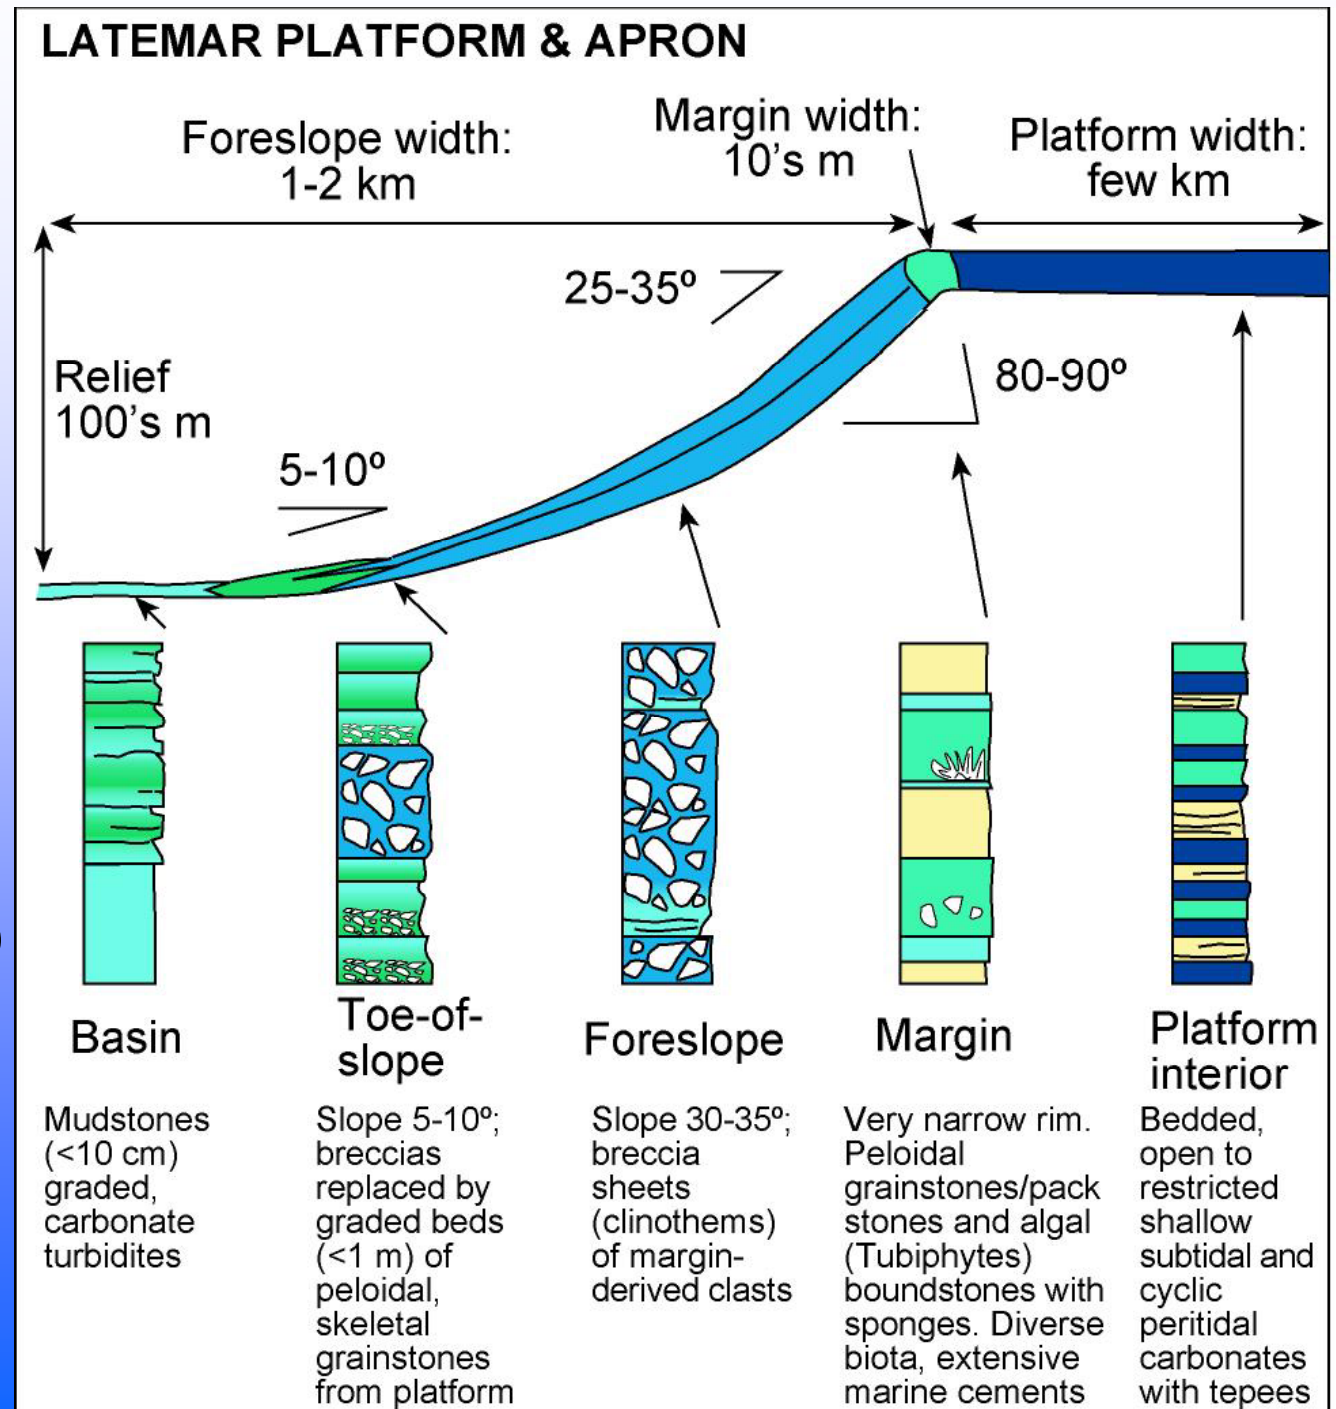 LATEMAR PLATFORM & APRON
Foreslope width:
1-2 km
Margin width:
10's m
Platform width:
few km
25-35º
Relief
100's m
80-90º
5-10º
Basin
Mudstones
(<10 cm)
graded,
carbonate
turbidites
Toe-of-
slope
Slope 5-10º;
breccias
replaced by
graded beds
(<1 m) of
peloidal,
skeletal
grainstones
from platform
Foreslope
Slope 30-35º;
breccia
sheets
(clinothems)
of margin-
derived clasts
Margin
Very narrow rim.
Peloidal
grainstones/pack
stones and algal
(Tubiphytes)
boundstones with
sponges. Diverse
biota, extensive
marine cements
Platform
interior
Bedded,
open to
restricted
shallow
subtidal and
cyclic
peritidal
carbonates
with tepees